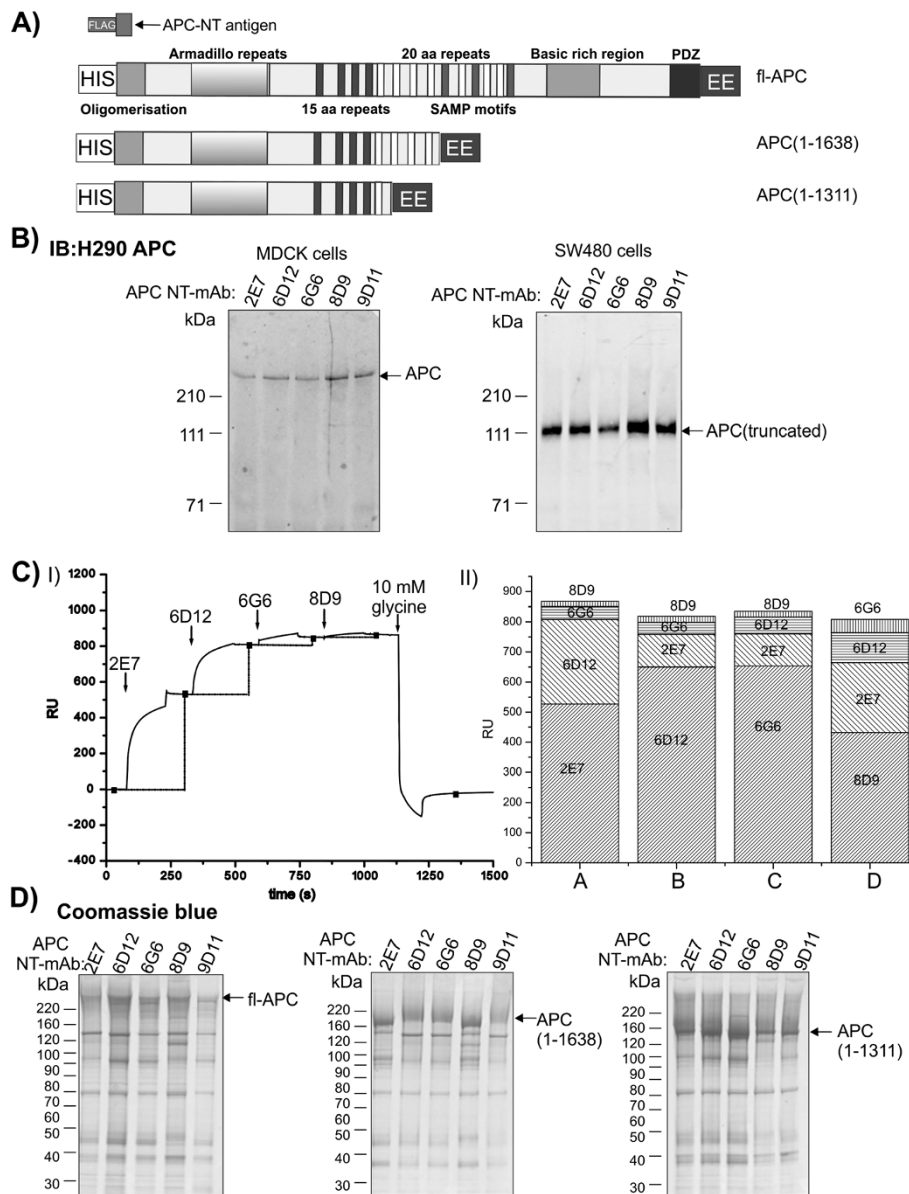 A)
FLAG
APC-NT antigen
Armadillo repeats
20 aa repeats
Basic rich region
PDZ
HIS
EE
fl-APC
Oligomerisation
15 aa repeats
SAMP motifs
HIS
EE
APC(1-1638)
HIS
EE
APC(1-1311)
B)
IB:H290 APC
MDCK cells
APC NT-mAb: 2E7 6D12 6G6 8D9 9D11
kDa
APC
210
111
71
SW480 cells
APC NT-mAb: 2E7 6D12 6G6 8D9 9D11
kDa
210
111
APC(truncated)
71
C) I)
1200
1000
800
600
400
200
0
-200
-400
RU
2E7
6D12
6G6
8D9
10 mM
glycine
0 250 500 750 1000 1250 1500
time (s)
II)
900
800
700
600
500
400
300
200
100
0
RU
8D9
6G6
6D12
2E7
8D9
6G6
2E7
6D12
8D9
6D12
2E7
6G6
6G6
6D12
2E7
8D9
A B C D
D)
Coomassie blue
APC
NT-mAb: 2E7 6D12 6G6 8D9 9D11
kDa
220
160
120
100
90
80
70
60
50
40
30
fl-APC
APC
NT-mAb: 2E7 6D12 6G6 8D9 9D11
kDa
220
160
120
100
90
80
70
60
50
40
30
APC
(1-1638)
APC
NT-mAb: 2E7 6D12 6G6 8D9 9D11
kDa
220
160
120
100
90
80
70
60
50
40
30
APC
(1-1311)